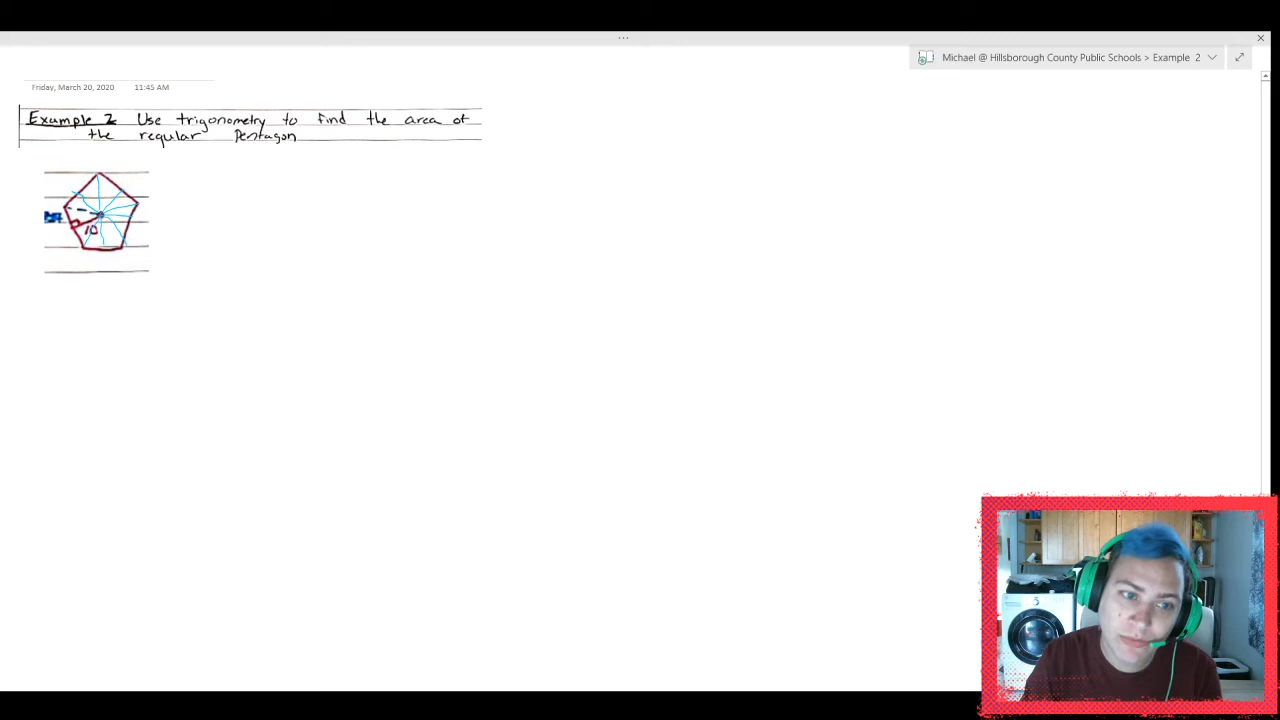 Michael @ Hillsborough County Public Schools > Example 2
Friday, March 20, 2020 11:45 AM
Example 2 Use trigonometry to find the area of
the regular Pentagon
10